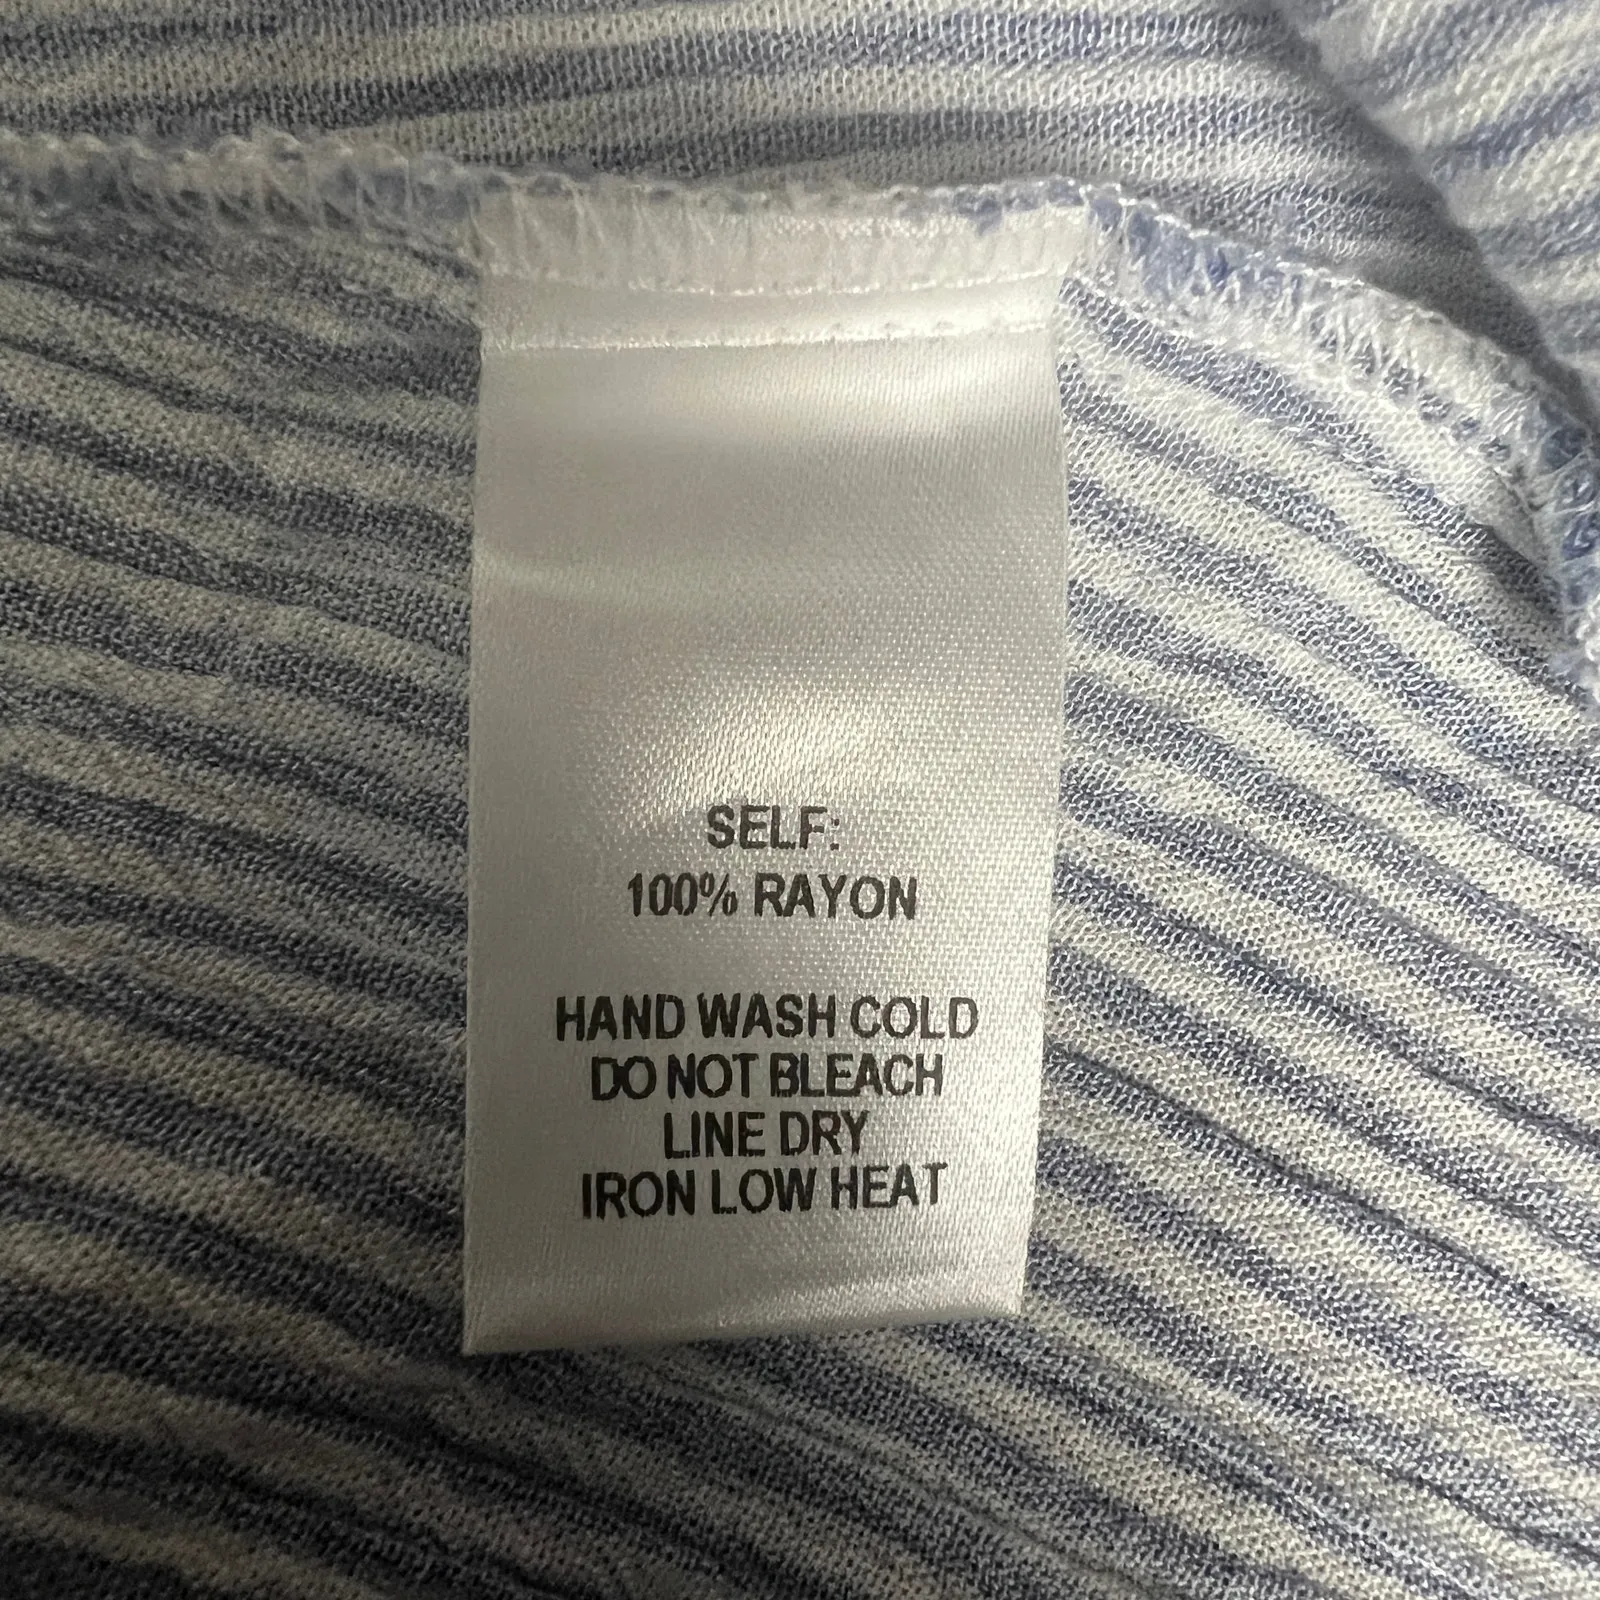 SELF:
100% RAYON
HAND WASH COLD
DO NOT BLEACH
LINE DRY
IRON LOW HEAT